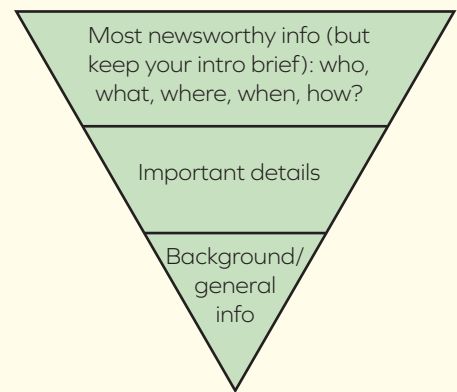 Most newsworthy info (but
keep your intro brief): who,
what, where, when, how?
Important details
Background/
general
info